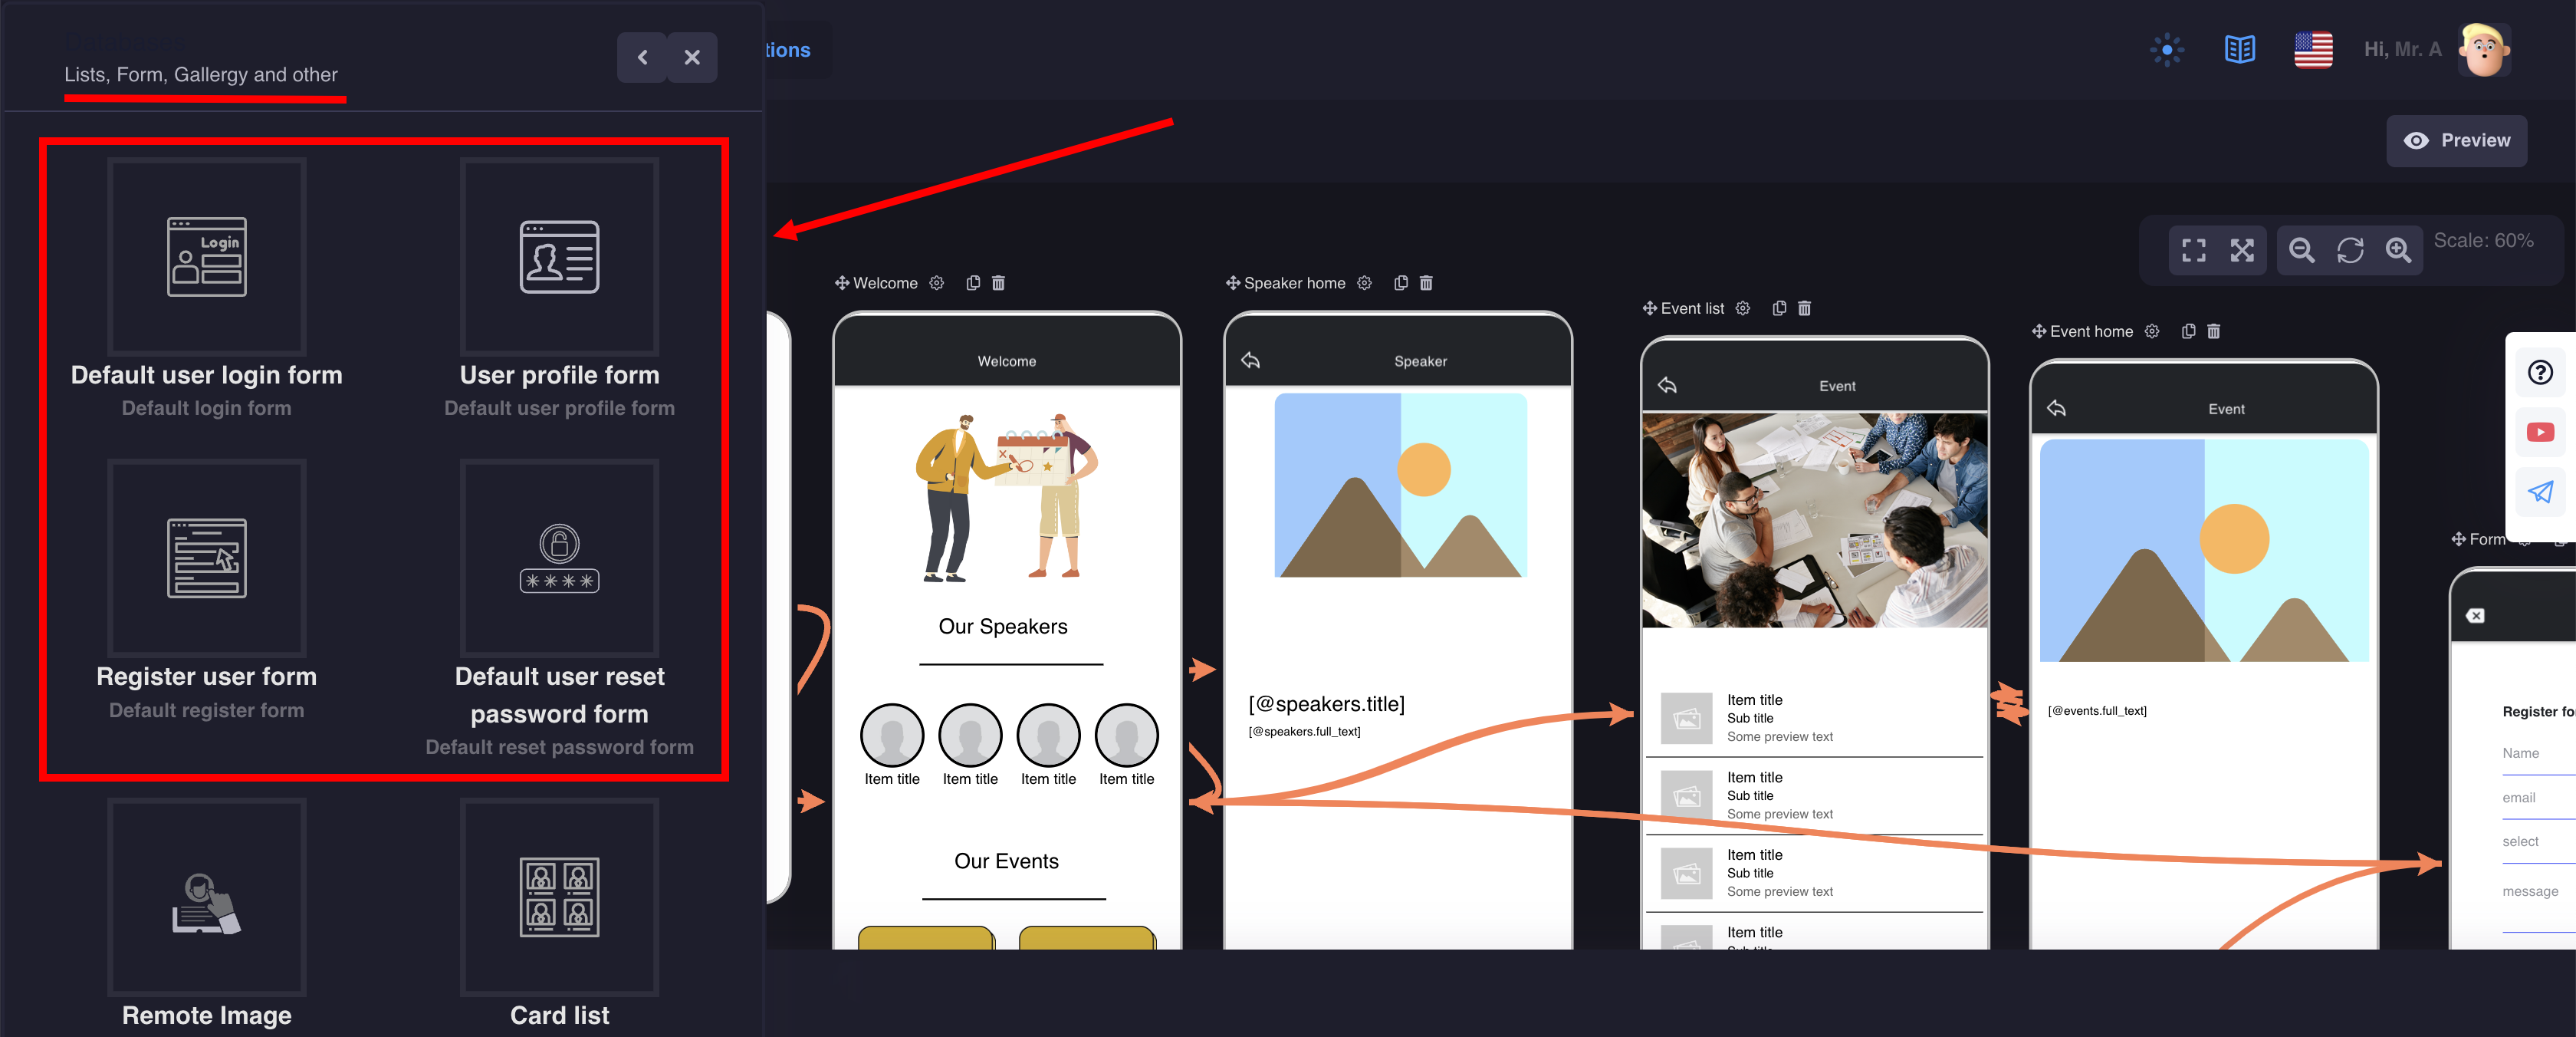 Databases
Lists, Form, Gallergy and other
tions
Hi, Mr. A
Preview
Scale: 60%
Login
Default user login form
Default login form
User profile form
Default user profile form
Register user form
Default register form
****
Default user reset
password form
Default reset password form
Remote Image
Card list
Welcome
Welcome
Our Speakers
Item title
Item title
Item title
Item title
Our Events
Speaker home
Speaker
[@speakers.title]
[@speakers.full_text]
Event list
Event
Item title
Sub title
Some preview text
Item title
Sub title
Some preview text
Item title
Sub title
Some preview text
Item title
Event home
Event
[@events.full_text]
Form
Register fo
Name
email
select
message